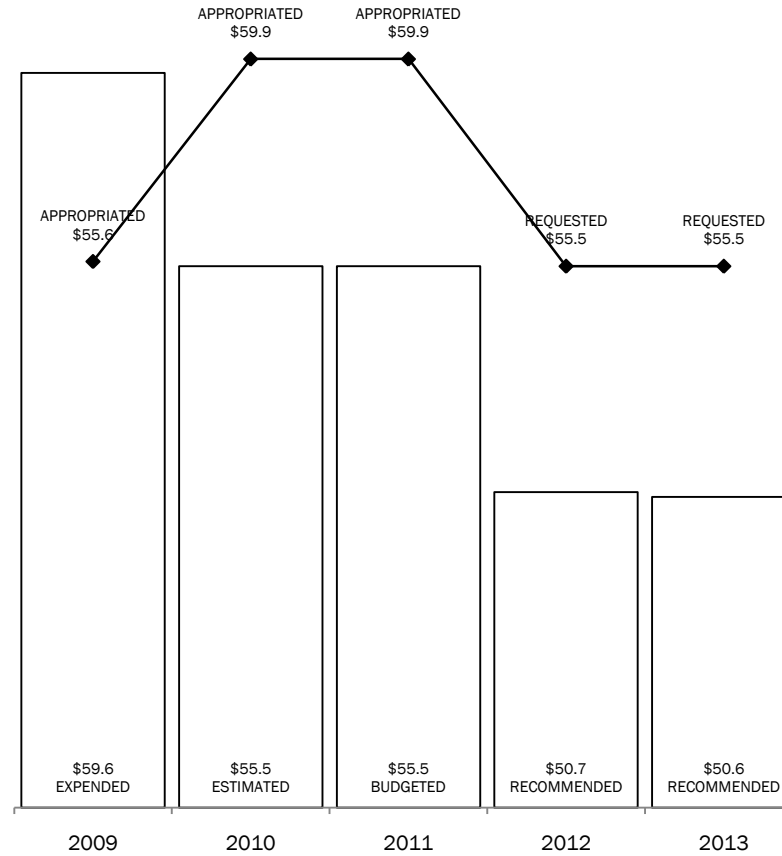 APPROPRIATED
$59.9
APPROPRIATED
$59.9
APPROPRIATED
$55.6
REQUESTED
$55.5
REQUESTED
$55.5
$59.6
EXPENDED
$55.5
ESTIMATED
$55.5
BUDGETED
$50.7
RECOMMENDED
$50.6
RECOMMENDED
2009
2010
2011
2012
2013